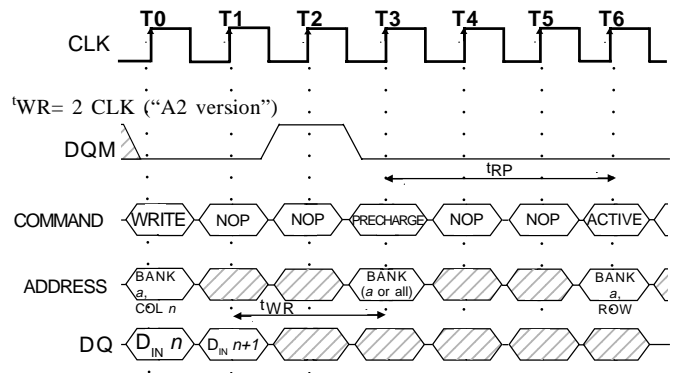 T0 T1 T2 T3 T4 T5 T6
CLK
tWR= 2 CLK (“A2 version”)
DQM
tRP
COMMAND WRITE NOP NOP PRECHARGE NOP NOP ACTIVE
ADDRESS BANK a, COL n BANK (a or all) BANK a, ROW
tWR
DQ DIN n DIN n+1